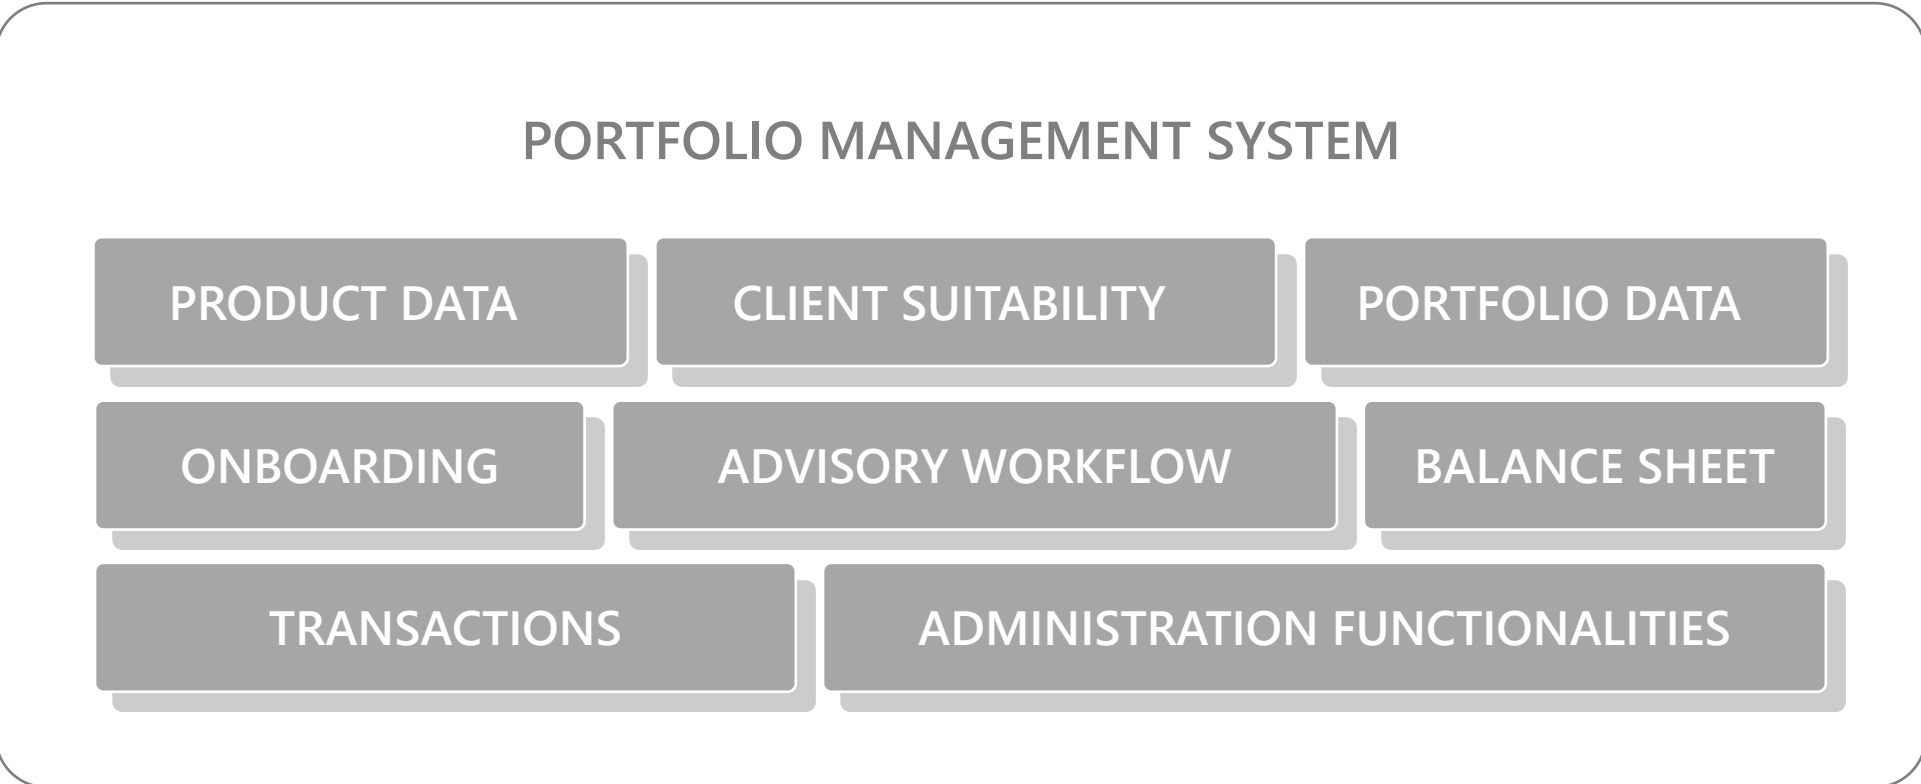 PORTFOLIO MANAGEMENT SYSTEM
PRODUCT DATA
CLIENT SUITABILITY
PORTFOLIO DATA
ONBOARDING
ADVISORY WORKFLOW
BALANCE SHEET
TRANSACTIONS
ADMINISTRATION FUNCTIONALITIES